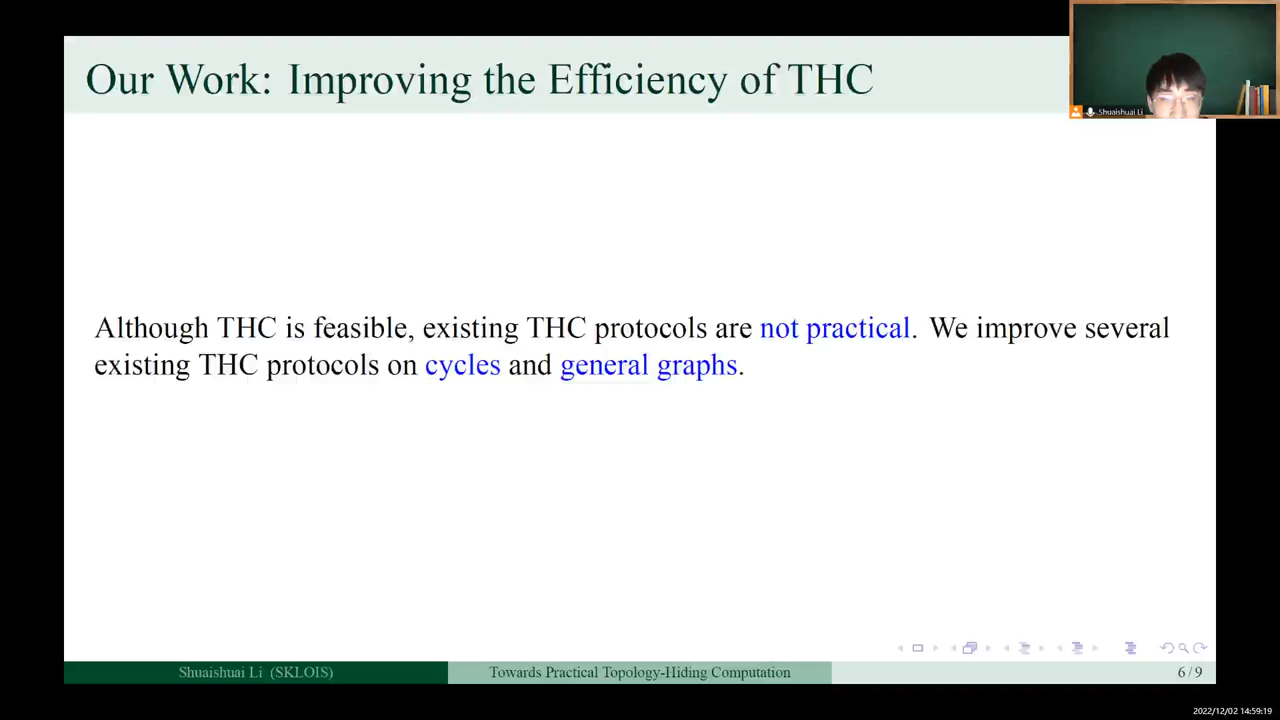 Our Work: Improving the Efficiency of THC
Shuaishuai Li
Although THC is feasible, existing THC protocols are not practical. We improve several
existing THC protocols on cycles and general graphs.
Shuaishuai Li (SKLOIS)
Towards Practical Topology-Hiding Computation
6 / 9
2022/12/02 14:59:19